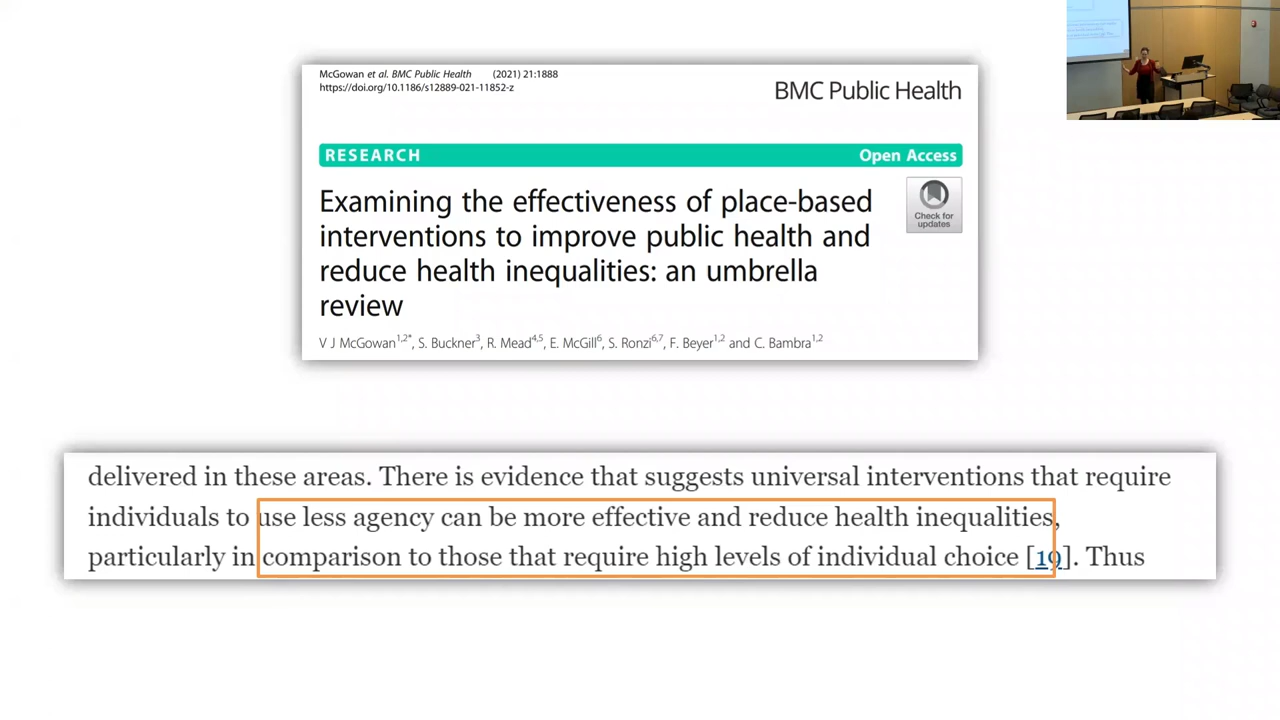 McGowan et al. BMC Public Health (2021) 21:1888
https://doi.org/10.1186/s12889-021-11852-z
BMC Public Health
RESEARCH
Open Access
Examining the effectiveness of place-based
interventions to improve public health and
reduce health inequalities: an umbrella
review
Check for
updates
V J McGowan1,2*, S. Buckner3, R. Mead4,5, E. McGill6, S. Ronzi6,7, F. Beyer1,2 and C. Bambra1,2
delivered in these areas. There is evidence that suggests universal interventions that require
individuals to use less agency can be more effective and reduce health inequalities,
particularly in comparison to those that require high levels of individual choice [19]. Thus